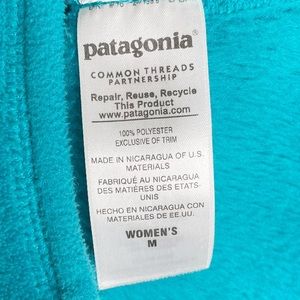 patagonia®
COMMON THREADS
PARTNERSHIP
Repair, Reuse, Recycle
This Product
www.patagonia.com
100% POLYESTER
EXCLUSIVE OF TRIM
MADE IN NICARAGUA OF U.S.
MATERIALS
FABRIQUÉ AU NICARAGUA
DES MATIÈRES DES ETATS-
UNIS
HECHO EN NICARAGUA CON
MATERIALES DE EE.UU.
WOMEN'S
M